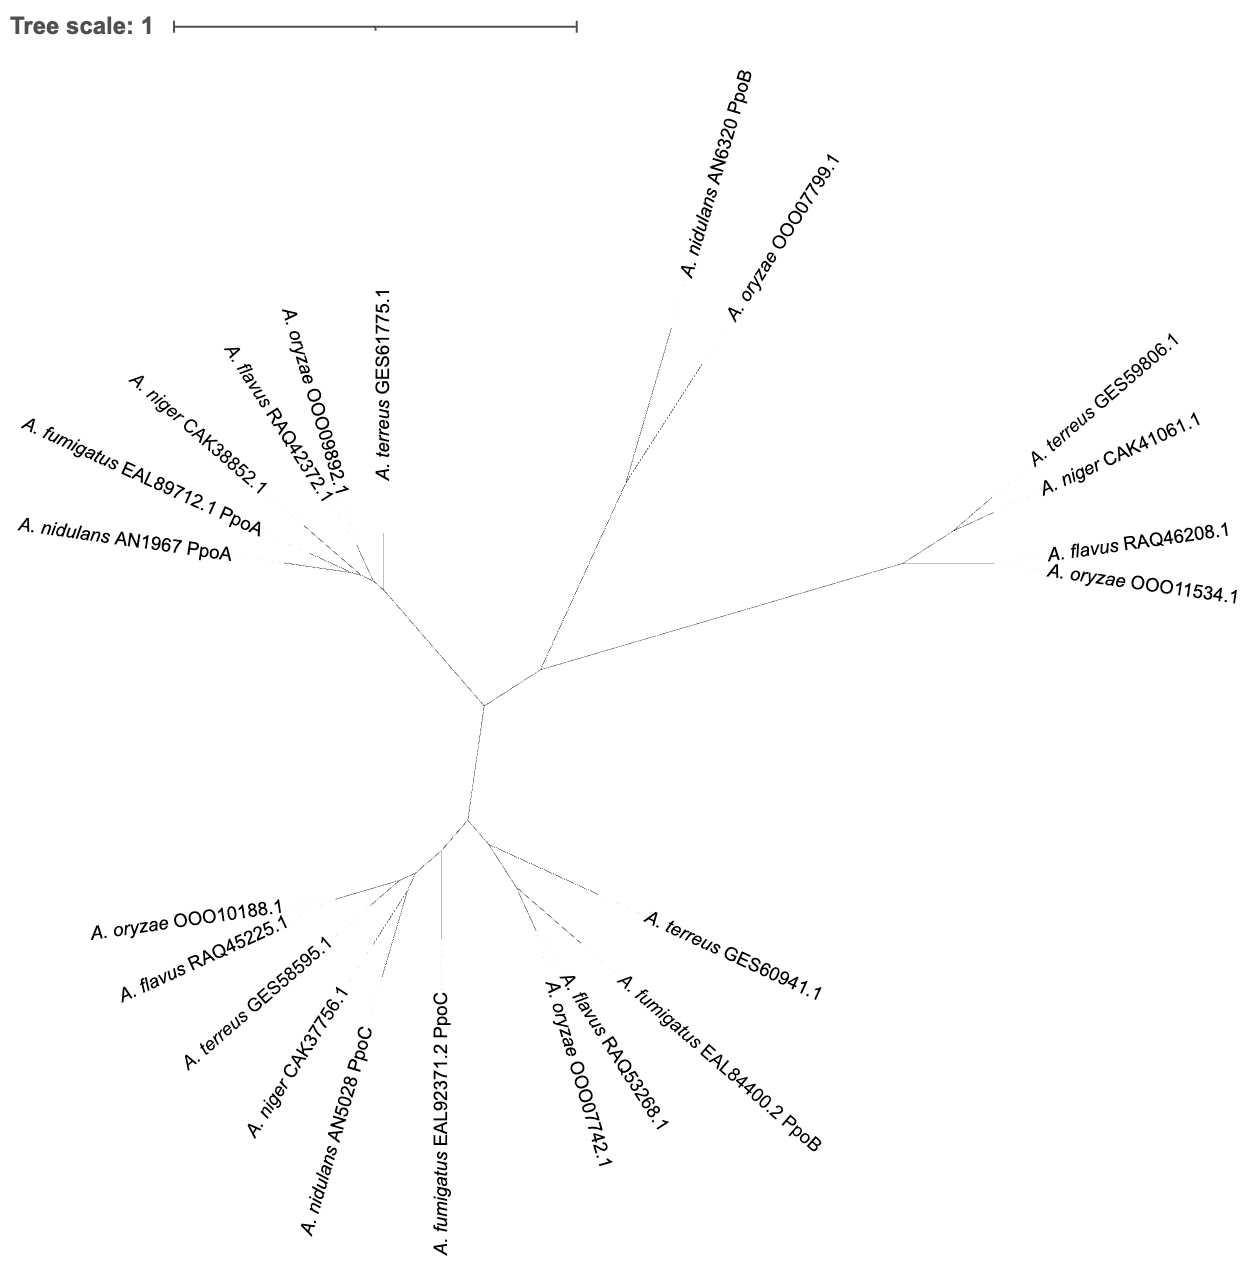 Tree scale: 1
A. nidulans AN6320 PpoB
A. oryzae OOO07799.1
A. terreus GES59806.1
A. niger CAK41061.1
A. flavus RAQ46208.1
A. oryzae OOO11534.1
A. terreus GES61775.1
A. oryzae OOO09892.1
A. flavus RAQ42372.1
A. niger CAK38852.1
A. fumigatus EAL89712.1 PpoA
A. nidulans AN1967 PpoA
A. oryzae OOO10188.1
A. flavus RAQ45225.1
A. terreus GES58595.1
A. niger CAK37756.1
A. nidulans AN5028 PpoC
A. fumigatus EAL92371.2 PpoC
A. oryzae OOO07742.1
A. flavus RAQ53268.1
A. fumigatus EAL84400.2 PpoB
A. terreus GES60941.1